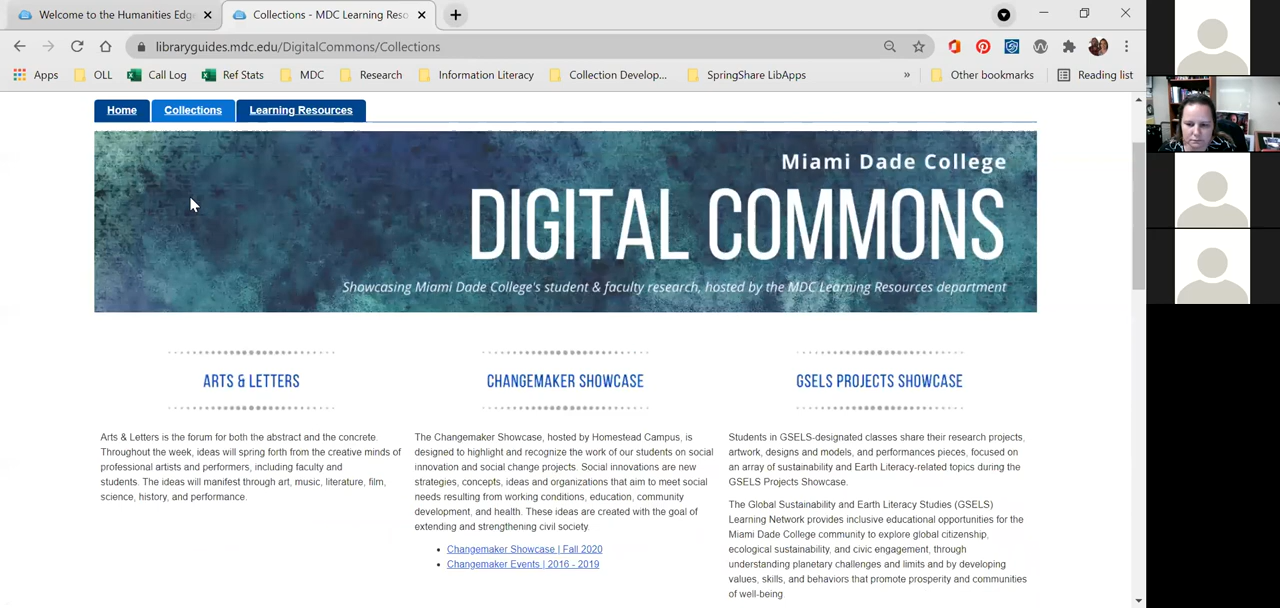 Welcome to the Humanities Edg
Collections - MDC Learning Reso
libraryguides.mdc.edu/DigitalCommons/Collections
Apps
OLL
Call Log
Ref Stats
MDC
Research
Information Literacy
Collection Develop...
SpringShare LibApps
»
Other bookmarks
Reading list
Home
Collections
Learning Resources
Miami Dade College
DIGITAL COMMONS
Showcasing Miami Dade College's student & faculty research, hosted by the MDC Learning Resources department
ARTS & LETTERS
Arts & Letters is the forum for both the abstract and the concrete.
Throughout the week, ideas will spring forth from the creative minds of
professional artists and performers, including faculty and
students. The ideas will manifest through art, music, literature, film,
science, history, and performance.
CHANGEMAKER SHOWCASE
The Changemaker Showcase, hosted by Homestead Campus, is
designed to highlight and recognize the work of our students on social
innovation and social change projects. Social innovations are new
strategies, concepts, ideas and organizations that aim to meet social
needs resulting from working conditions, education, community
development, and health. These ideas are created with the goal of
extending and strengthening civil society.
• Changemaker Showcase | Fall 2020
• Changemaker Events | 2016 - 2019
GSELS PROJECTS SHOWCASE
Students in GSELS-designated classes share their research projects,
artwork, designs and models, and performances pieces, focused on
an array of sustainability and Earth Literacy-related topics during the
GSELS Projects Showcase.
The Global Sustainability and Earth Literacy Studies (GSELS)
Learning Network provides inclusive educational opportunities for the
Miami Dade College community to explore global citizenship,
ecological sustainability, and civic engagement, through
understanding planetary challenges and limits and by developing
values, skills, and behaviors that promote prosperity and communities
of well-being.